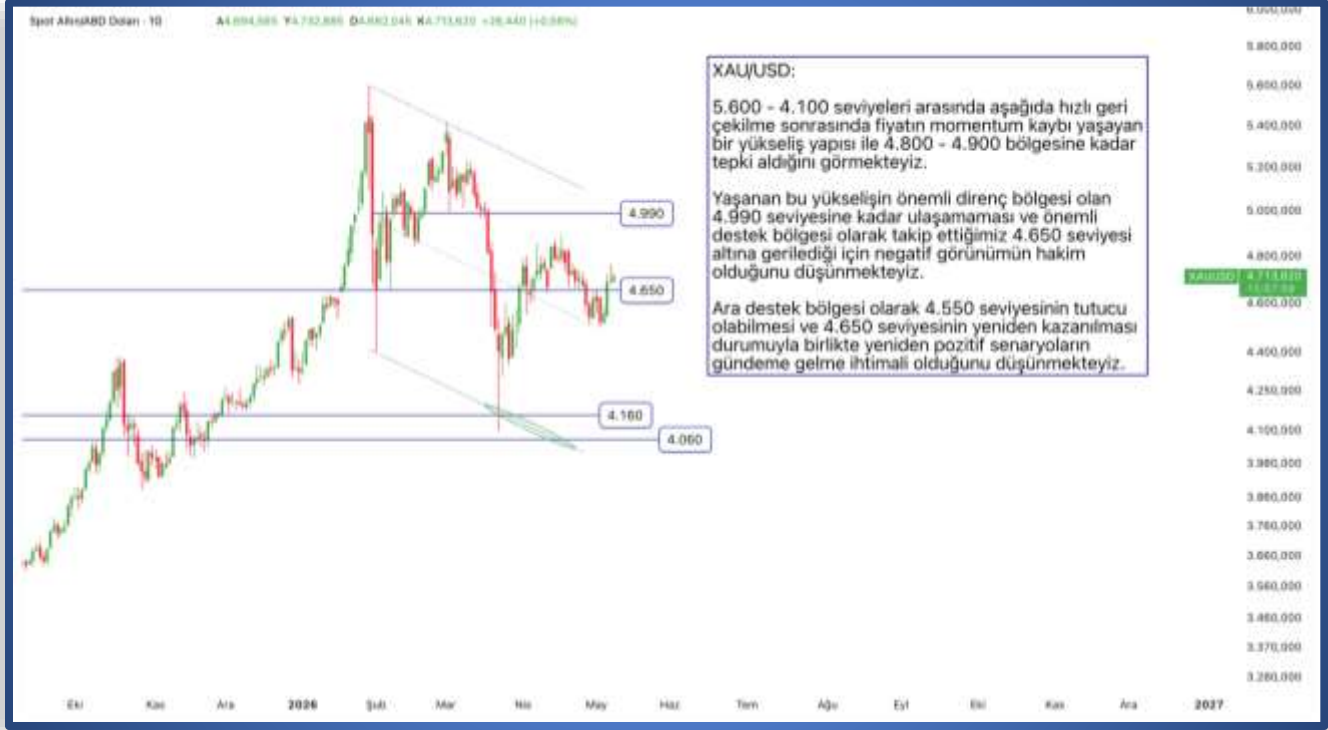 Spot Altın/ABD Doları · 1G
XAU/USD:
5.600 - 4.100 seviyeleri arasında aşağıda hızlı geri
çekilme sonrasında fiyatın momentum kaybı yaşayan
bir yükseliş yapısı ile 4.800 - 4.900 bölgesine kadar
tepki aldığını görmekteyiz.
Yaşanan bu yükselişin önemli direnç bölgesi olan
4.990 seviyesine kadar ulaşamaması ve önemli
destek bölgesi olarak takip ettiğimiz 4.650 seviyesi
altına gerilediği için negatif görünümün hakim
olduğunu düşünmekteyiz.
Ara destek bölgesi olarak 4.550 seviyesinin tutucu
olabilmesi ve 4.650 seviyesinin yeniden kazanılması
durumuyla birlikte yeniden pozitif senaryoların
gündeme gelme ihtimali olduğunu düşünmekteyiz.
4.990
4.650
4.160
4.060
5.800,000
5.600,000
5.400,000
5.200,000
5.000,000
4.800,000
XAUUSD 4.713,620
4.600,000
4.400,000
4.250,000
4.100,000
3.980,000
3.860,000
3.760,000
3.660,000
3.560,000
3.460,000
3.370,000
3.280,000
Eki Kas Ara 2026 Şub Mar Nis May Haz Tem Ağu Eyl Eki Kas Ara 2027